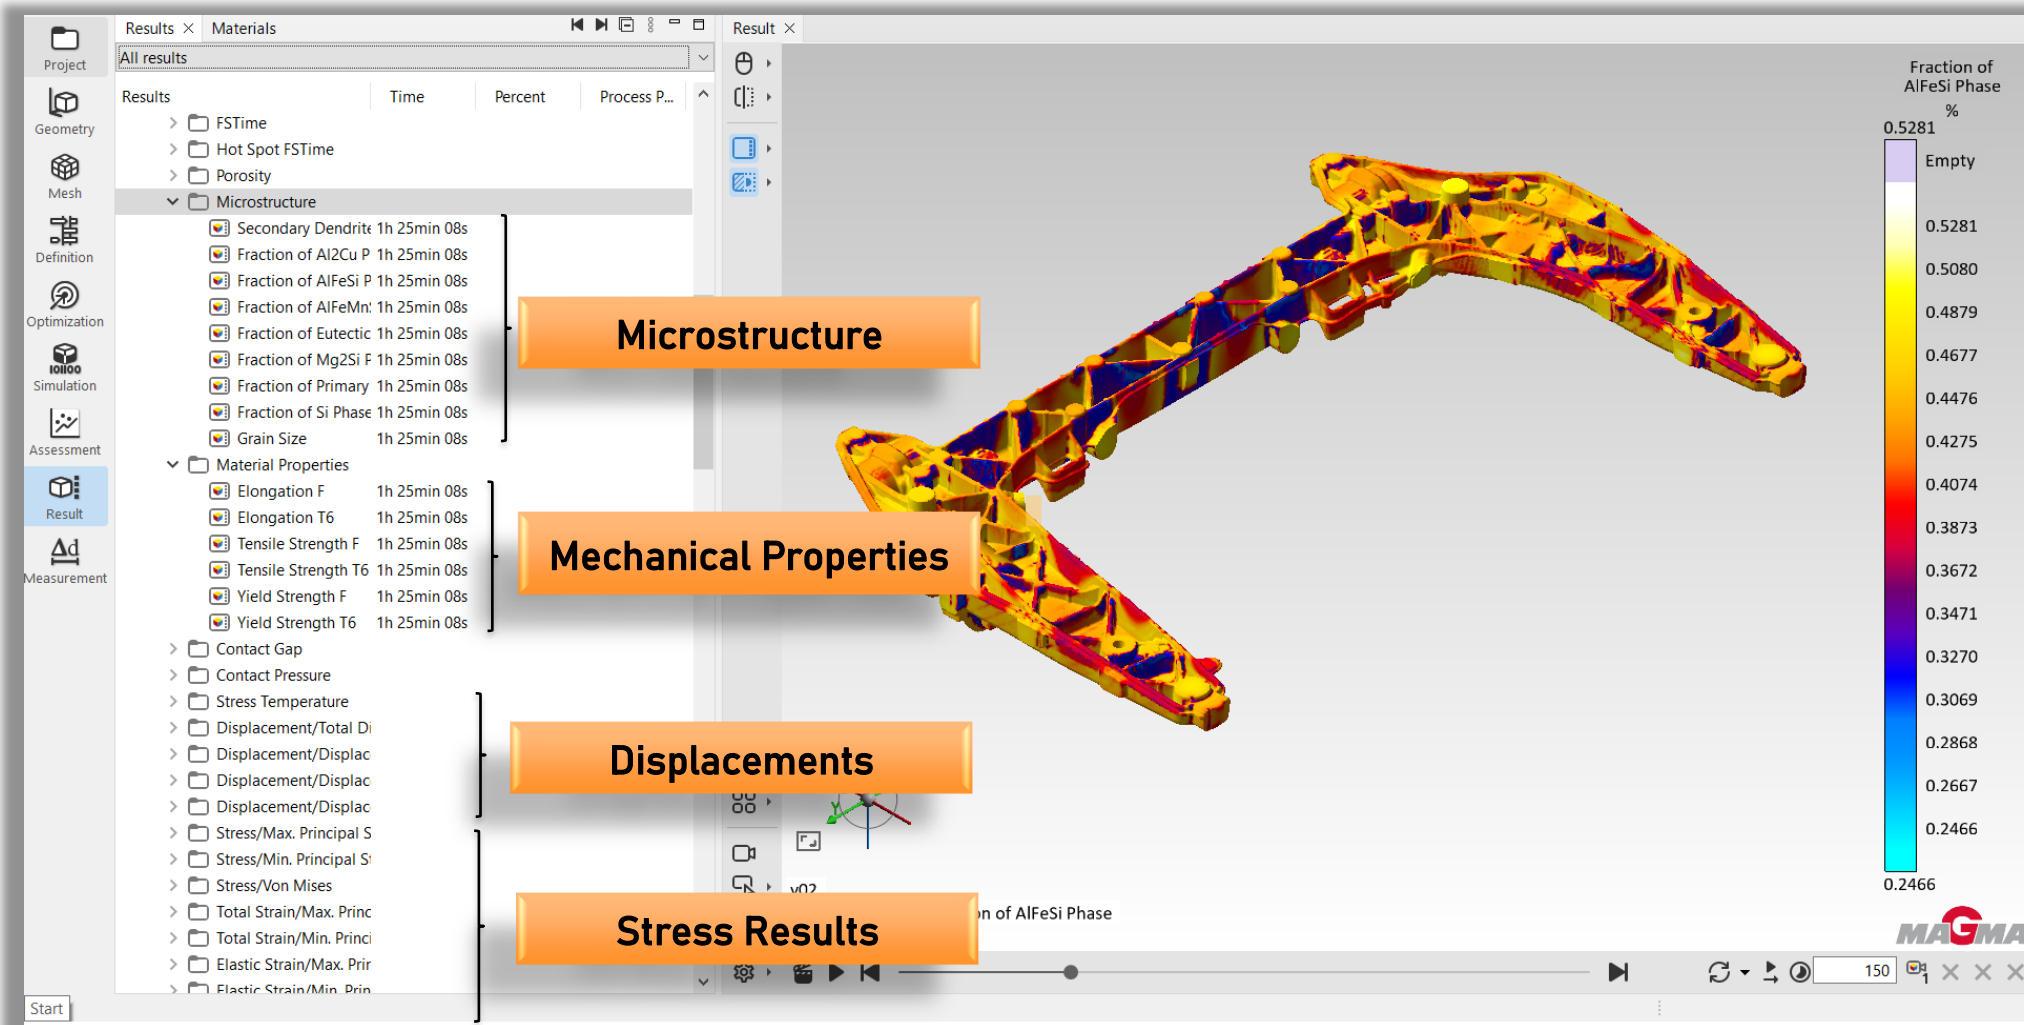 Project
Geometry
Mesh
Definition
Optimization
Simulation
Assessment
Result
Measurement
Start
Results
Materials
All results
Results Time Percent Process P...
FSTime
Hot Spot FSTime
Porosity
Microstructure
Secondary Dendrite 1h 25min 08s
Fraction of Al2Cu P 1h 25min 08s
Fraction of AlFeSi P 1h 25min 08s
Fraction of AlFeMn 1h 25min 08s
Fraction of Eutectic 1h 25min 08s
Fraction of Mg2Si F 1h 25min 08s
Fraction of Primary 1h 25min 08s
Fraction of Si Phase 1h 25min 08s
Grain Size 1h 25min 08s
Material Properties
Elongation F 1h 25min 08s
Elongation T6 1h 25min 08s
Tensile Strength F 1h 25min 08s
Tensile Strength T6 1h 25min 08s
Yield Strength F 1h 25min 08s
Yield Strength T6 1h 25min 08s
Contact Gap
Contact Pressure
Stress Temperature
Displacement/Total Di
Displacement/Displac
Displacement/Displac
Displacement/Displac
Stress/Max. Principal S
Stress/Min. Principal St
Stress/Von Mises
Total Strain/Max. Princ
Total Strain/Min. Princi
Elastic Strain/Max. Prir
Elastic Strain/Min. Prin
Microstructure
Mechanical Properties
Displacements
Stress Results
Result
Y
v02
n of AlFeSi Phase
Fraction of
AlFeSi Phase
%
0.5281
Empty
0.5281
0.5080
0.4879
0.4677
0.4476
0.4275
0.4074
0.3873
0.3672
0.3471
0.3270
0.3069
0.2868
0.2667
0.2466
0.2466
MAGMA
150
1